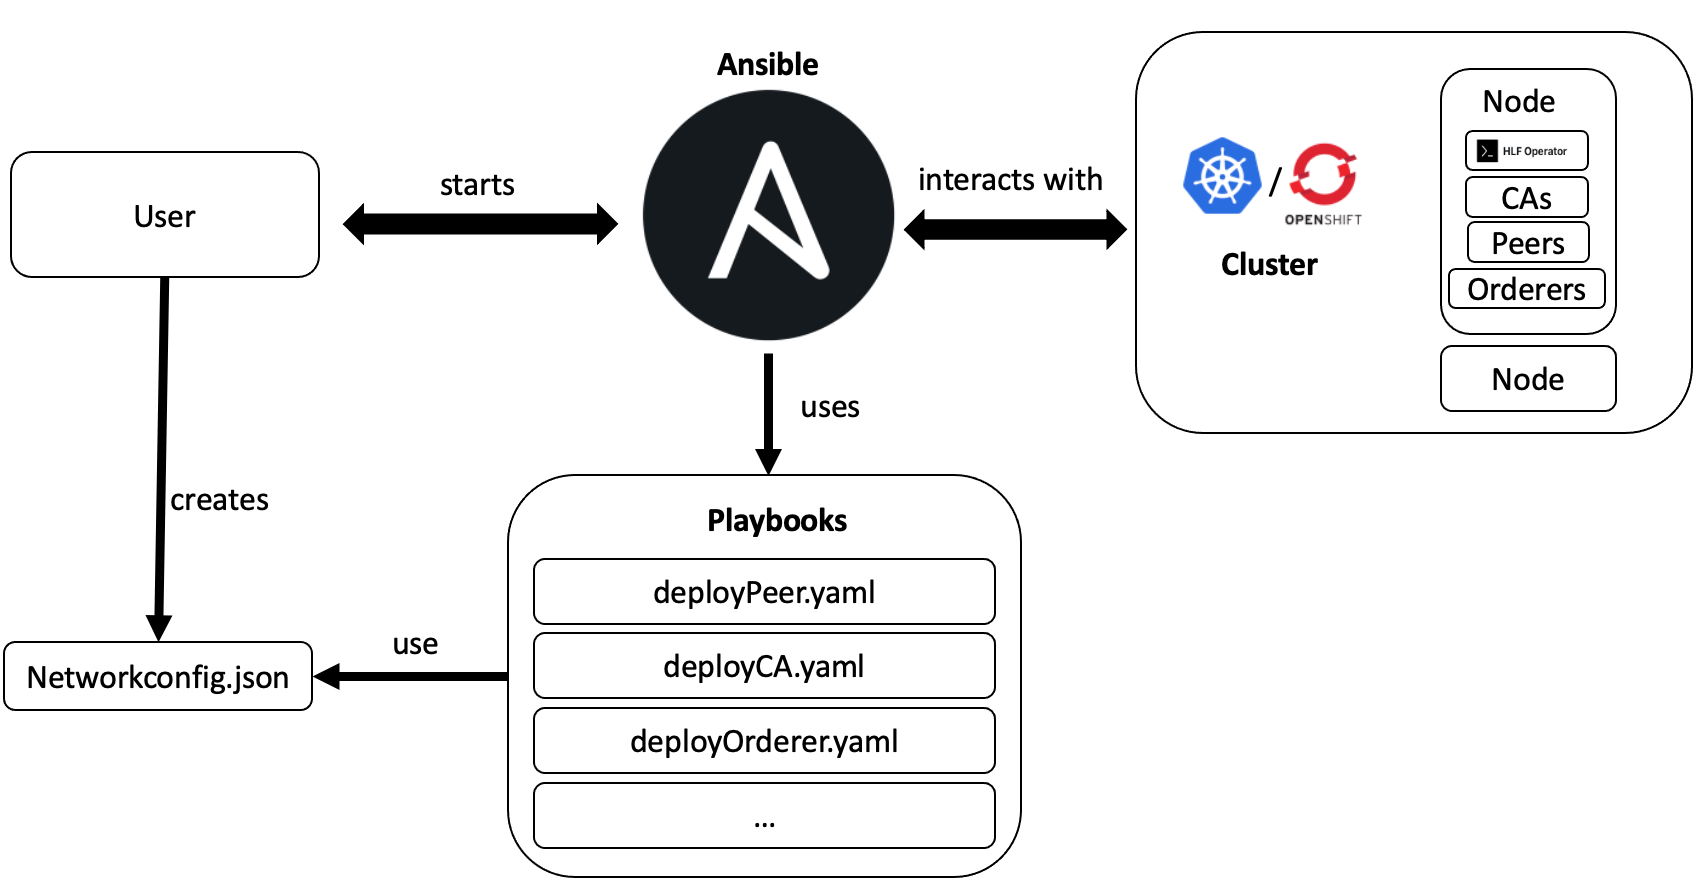 Ansible
User
starts
interacts with
/
OPENSHIFT
Cluster
Node
HLF Operator
CAs
Peers
Orderers
Node
uses
creates
Playbooks
deployPeer.yaml
deployCA.yaml
deployOrderer.yaml
...
use
Networkconfig.json